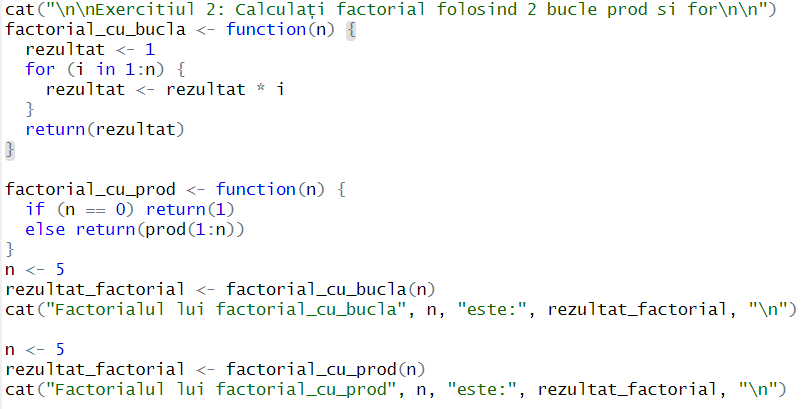 cat("\n\nExercitiul 2: Calculați factorial folosind 2 bucle prod si for\n\n")
factorial_cu_bucla <- function(n) {
  rezultat <- 1
  for (i in 1:n) {
    rezultat <- rezultat * i
  }
  return(rezultat)
}

factorial_cu_prod <- function(n) {
  if (n == 0) return(1)
  else return(prod(1:n))
}
n <- 5
rezultat_factorial <- factorial_cu_bucla(n)
cat("Factorialul lui factorial_cu_bucla", n, "este:", rezultat_factorial, "\n")

n <- 5
rezultat_factorial <- factorial_cu_prod(n)
cat("Factorialul lui factorial_cu_prod", n, "este:", rezultat_factorial, "\n")